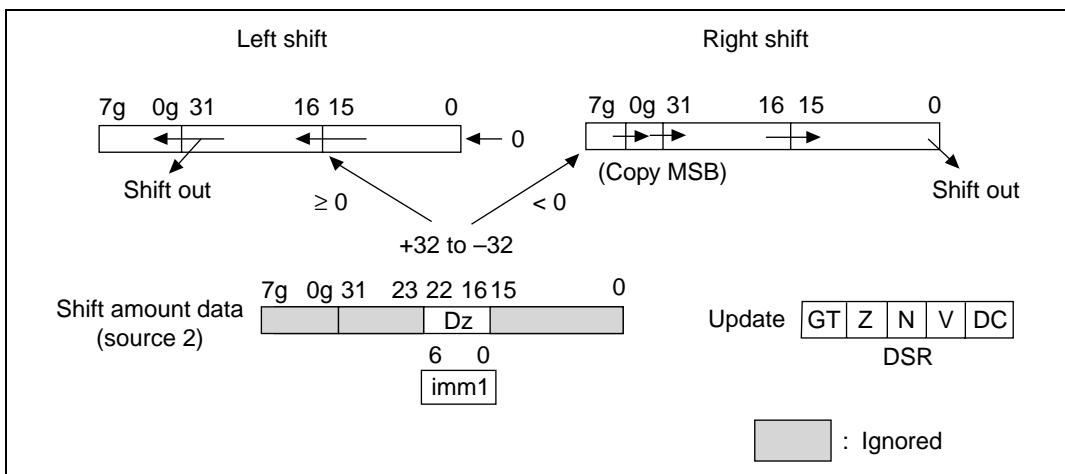 Left shift
Right shift
7g 0g 31 16 15 0
7g 0g 31 16 15 0
0
(Copy MSB)
Shift out
Shift out
≥ 0
< 0
+32 to –32
7g 0g 31 23 22 16 15 0
Shift amount data
(source 2)
Dz
6 0
imm1
Update GT Z N V DC
DSR
: Ignored